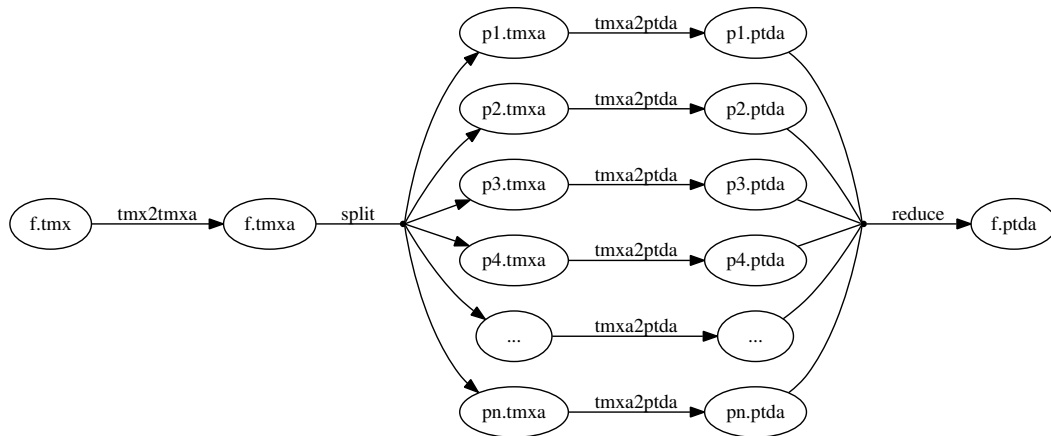 p1.tmxa tmxa2ptda p1.ptda
p2.tmxa tmxa2ptda p2.ptda
p3.tmxa tmxa2ptda p3.ptda
f.tmx tmx2tmxa f.tmxa split reduce f.ptda
p4.tmxa tmxa2ptda p4.ptda
... tmxa2ptda ...
pn.tmxa tmxa2ptda pn.ptda